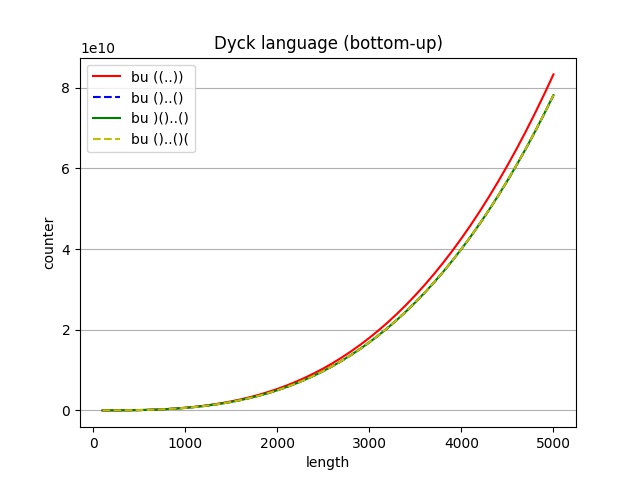 Dyck language (bottom-up)
1e10
bu ((..))
bu ()..()
bu )()..()
bu ()..()(
8
6
4
2
0
counter
0 1000 2000 3000 4000 5000
length